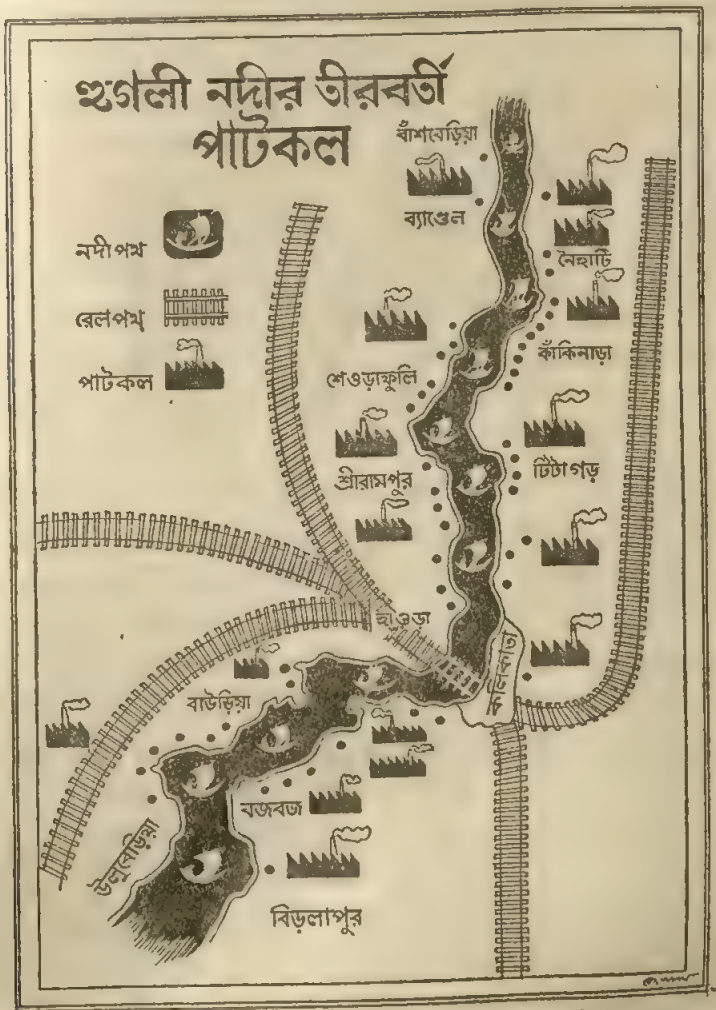 হুগলী নদীর তীরবর্তী
পাটকল
নদীপথ
রেলপথ
পাটকল
বাঁশবেড়িয়া
ব্যাণ্ডেল
নৈহাটি
কাঁকিনাড়া
শেওড়াফুলি
শ্রীরামপুর
টিটাগড়
হাওড়া
কলিকাতা
বাউড়িয়া
বজবজ
উলুবেড়িয়া
বিড়লাপুর